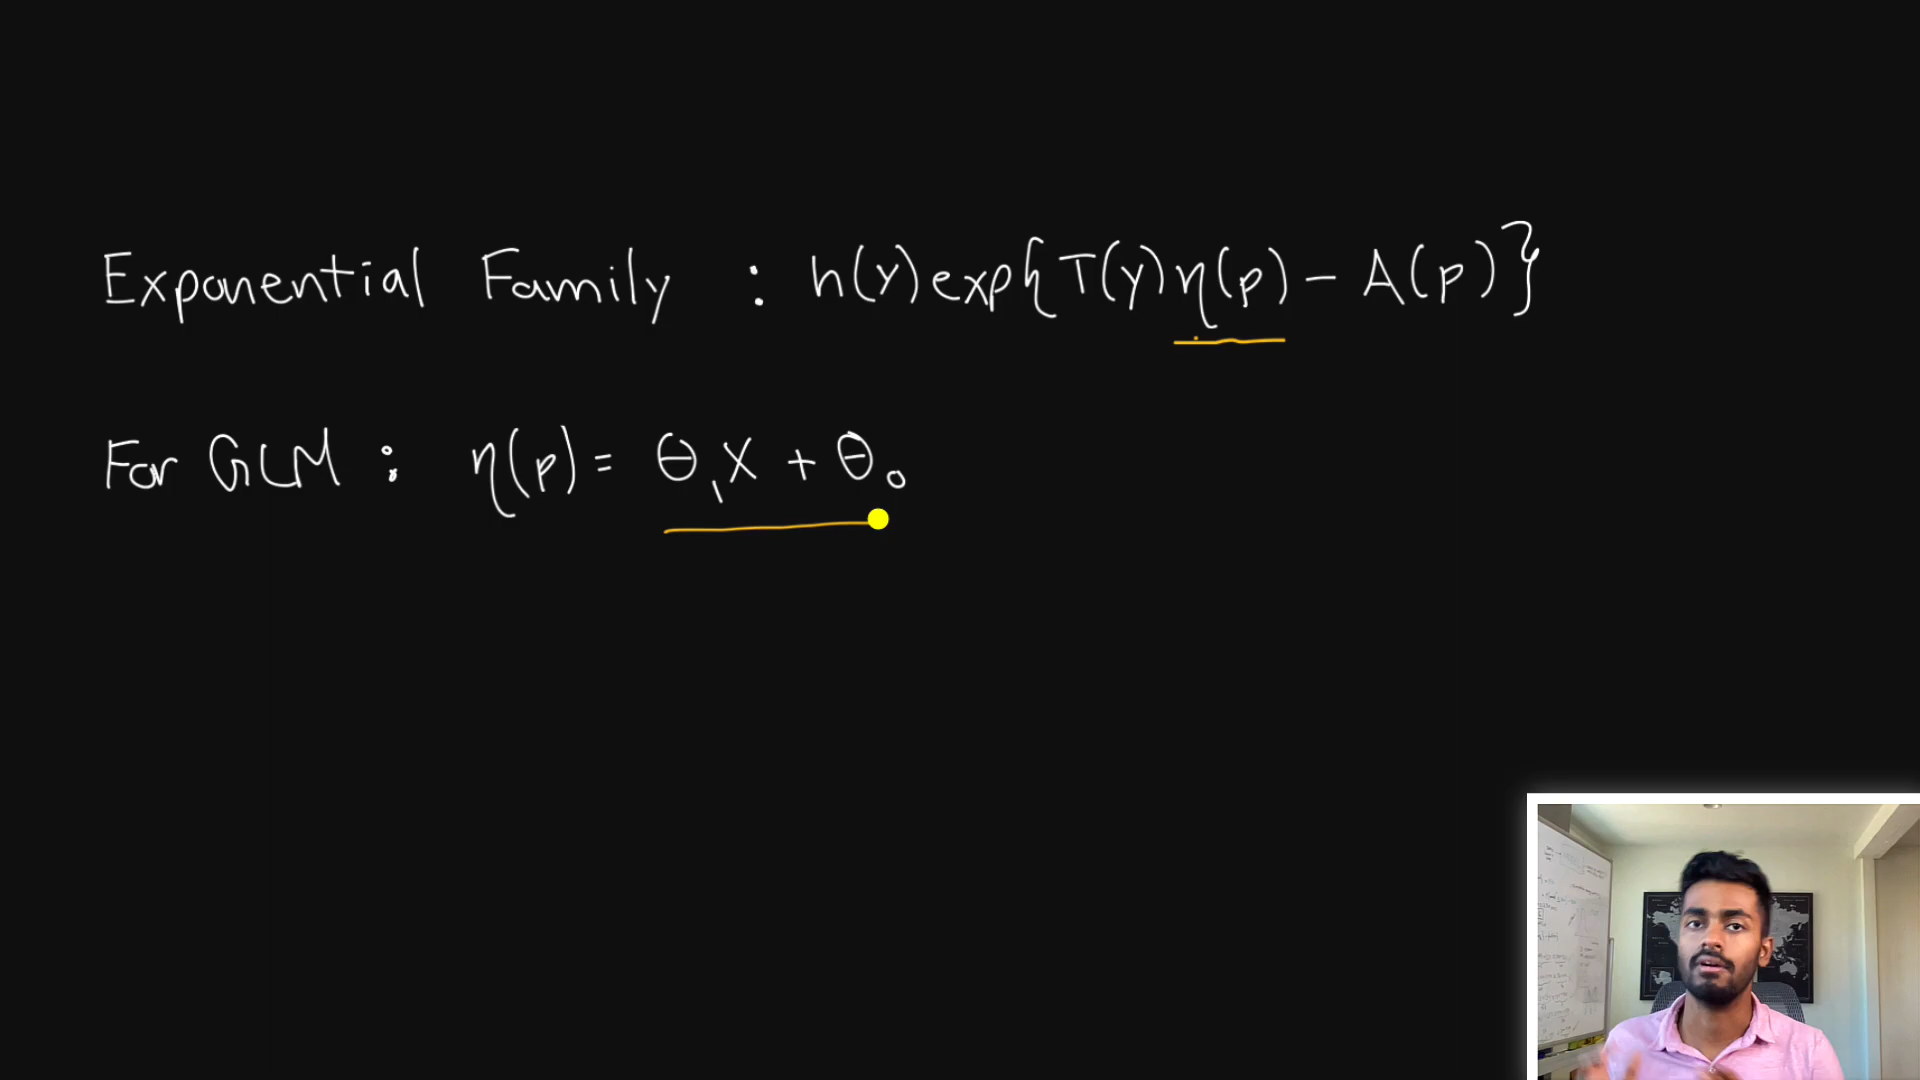 Exponential Family : h(y)exp{T(y)η(p) − A(p)}
For GLM : η(p) = θ₁X + θ₀